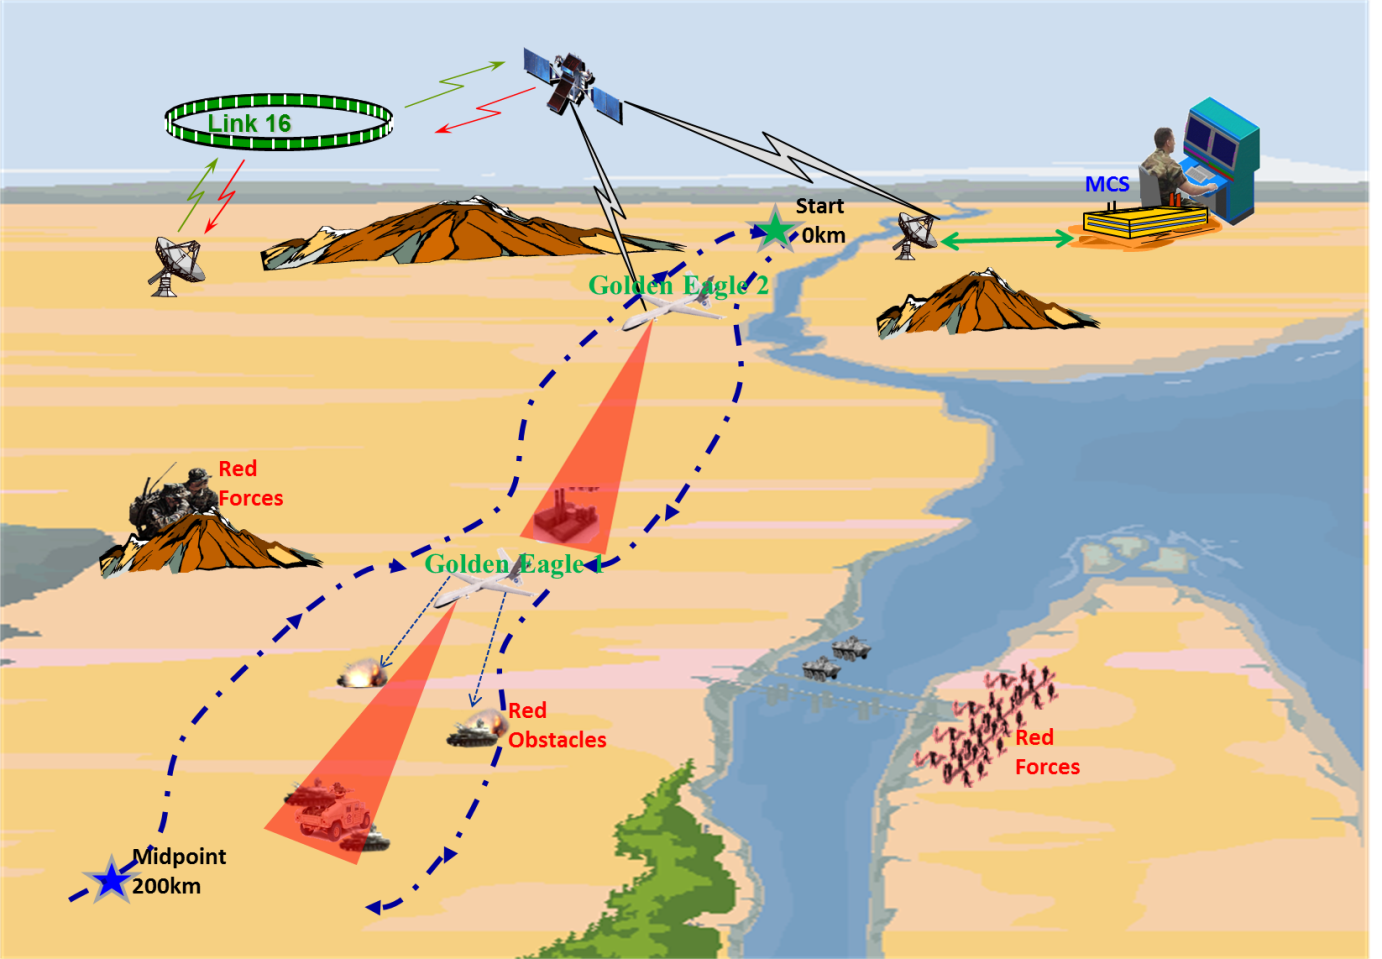 Link 16
MCS
Start
0km
Golden Eagle 2
Red
Forces
Golden Eagle 1
Red
Obstacles
Red
Forces
Midpoint
200km